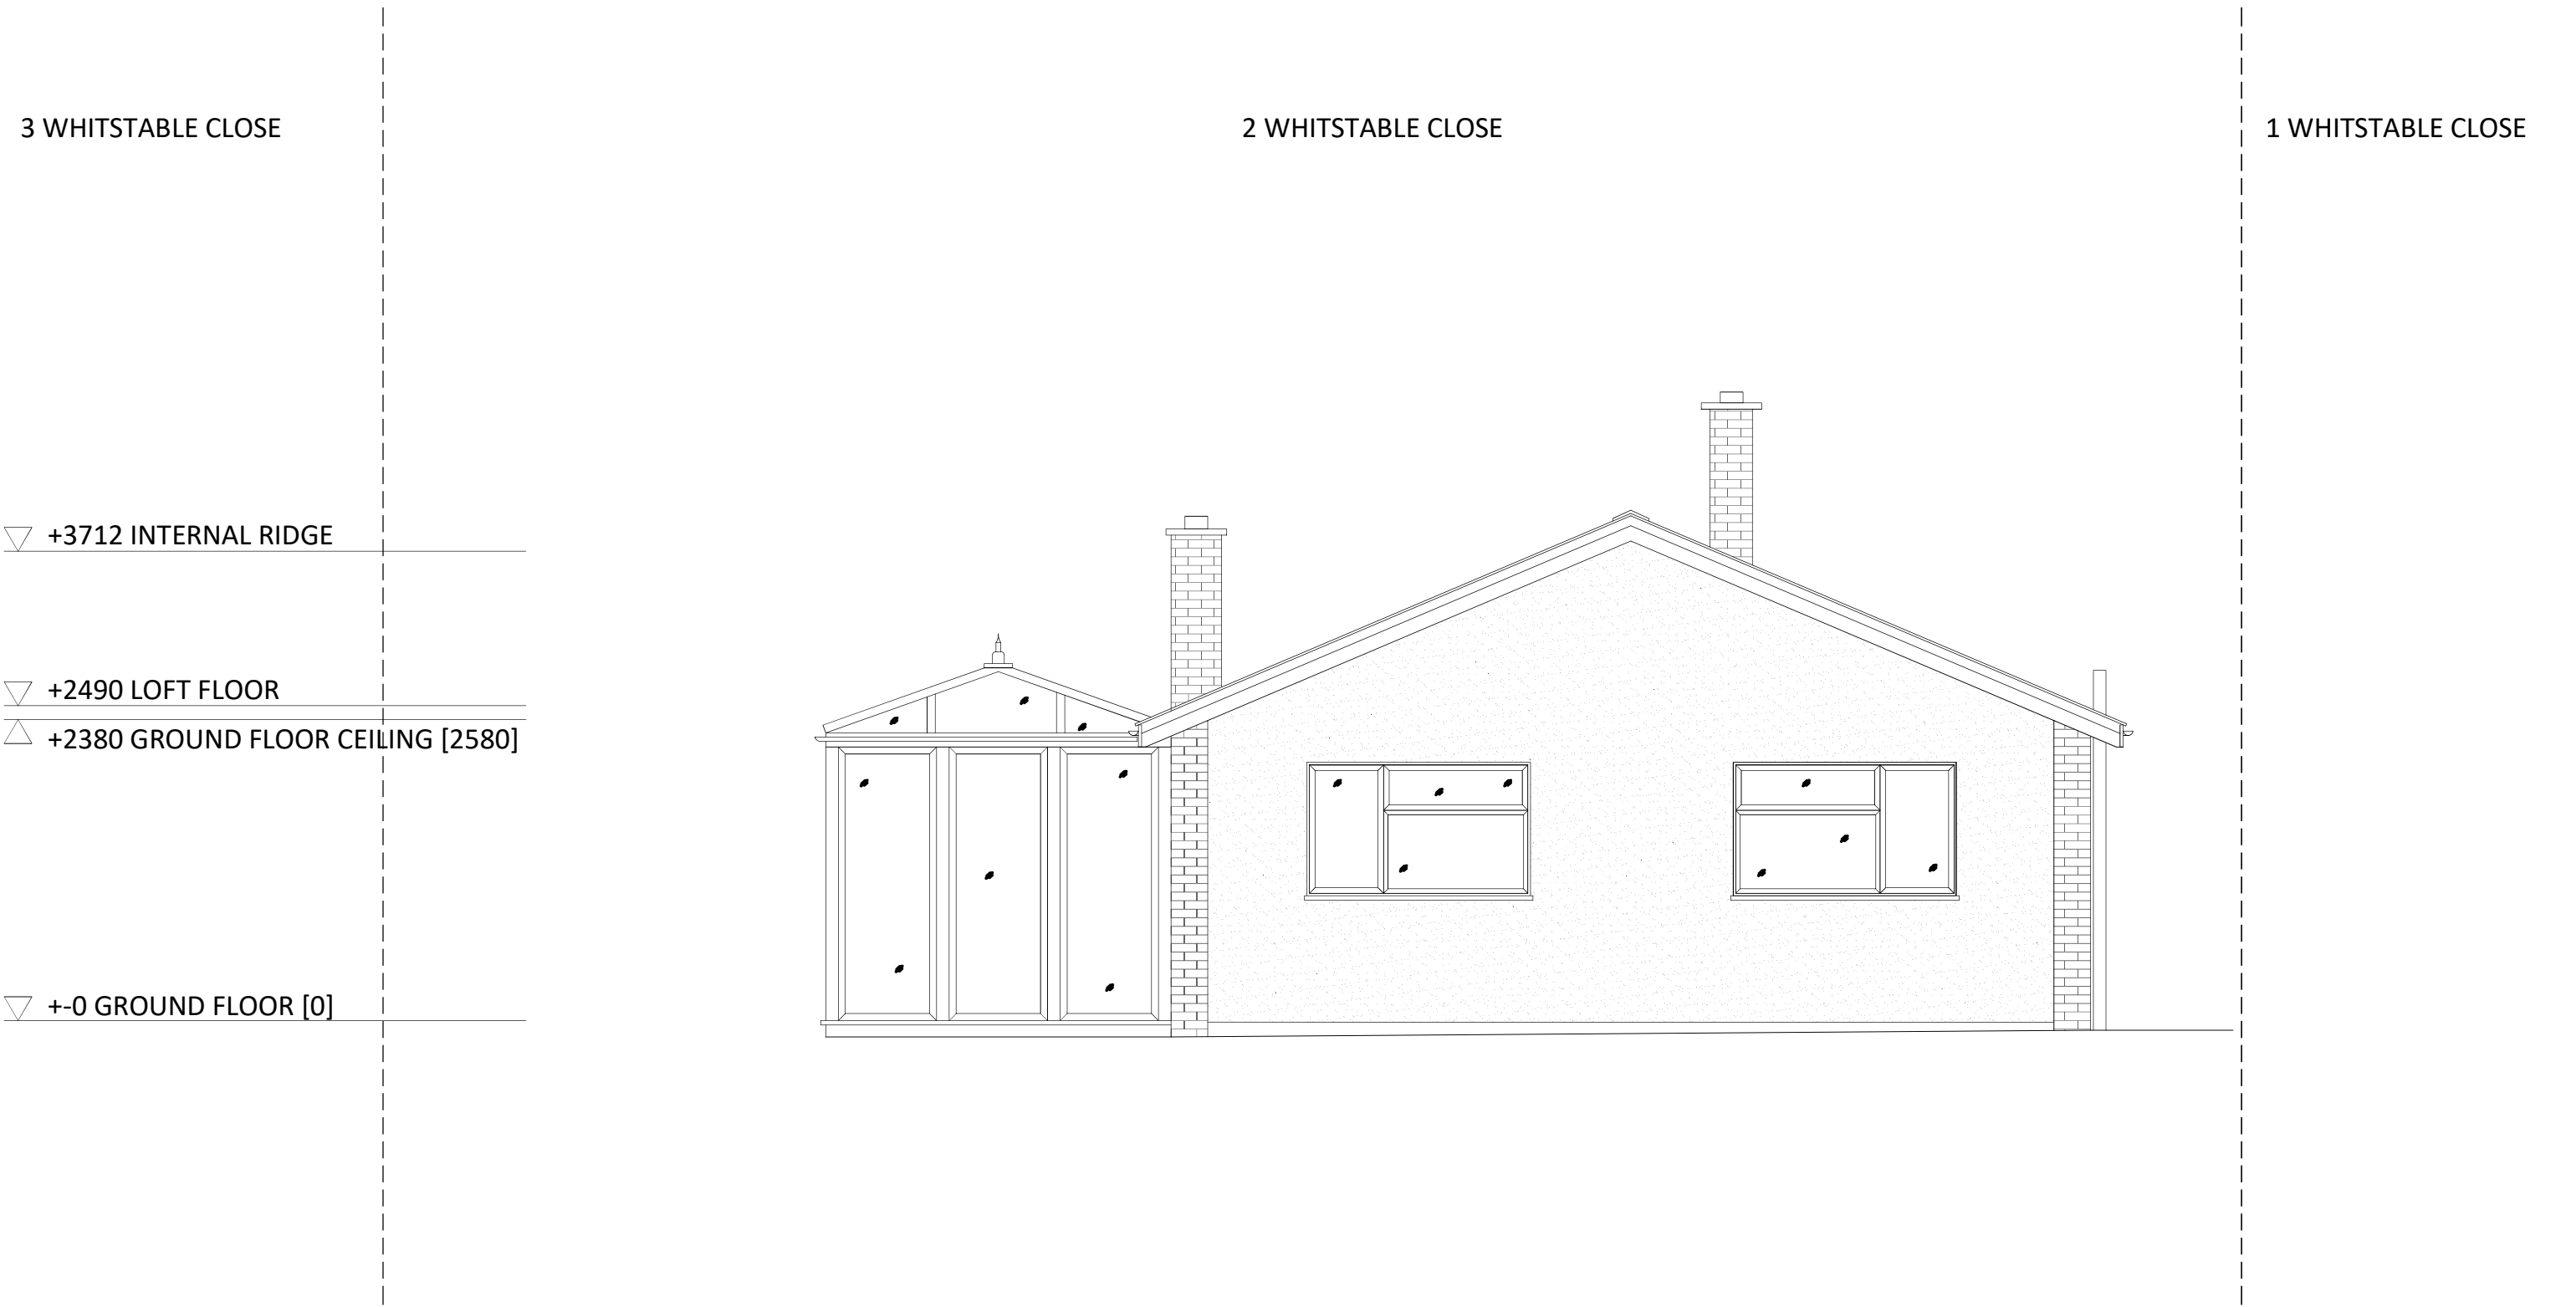 3 WHITSTABLE CLOSE
2 WHITSTABLE CLOSE
1 WHITSTABLE CLOSE
+3712 INTERNAL RIDGE
+2490 LOFT FLOOR
+2380 GROUND FLOOR CEILING [2580]
+-0 GROUND FLOOR [0]